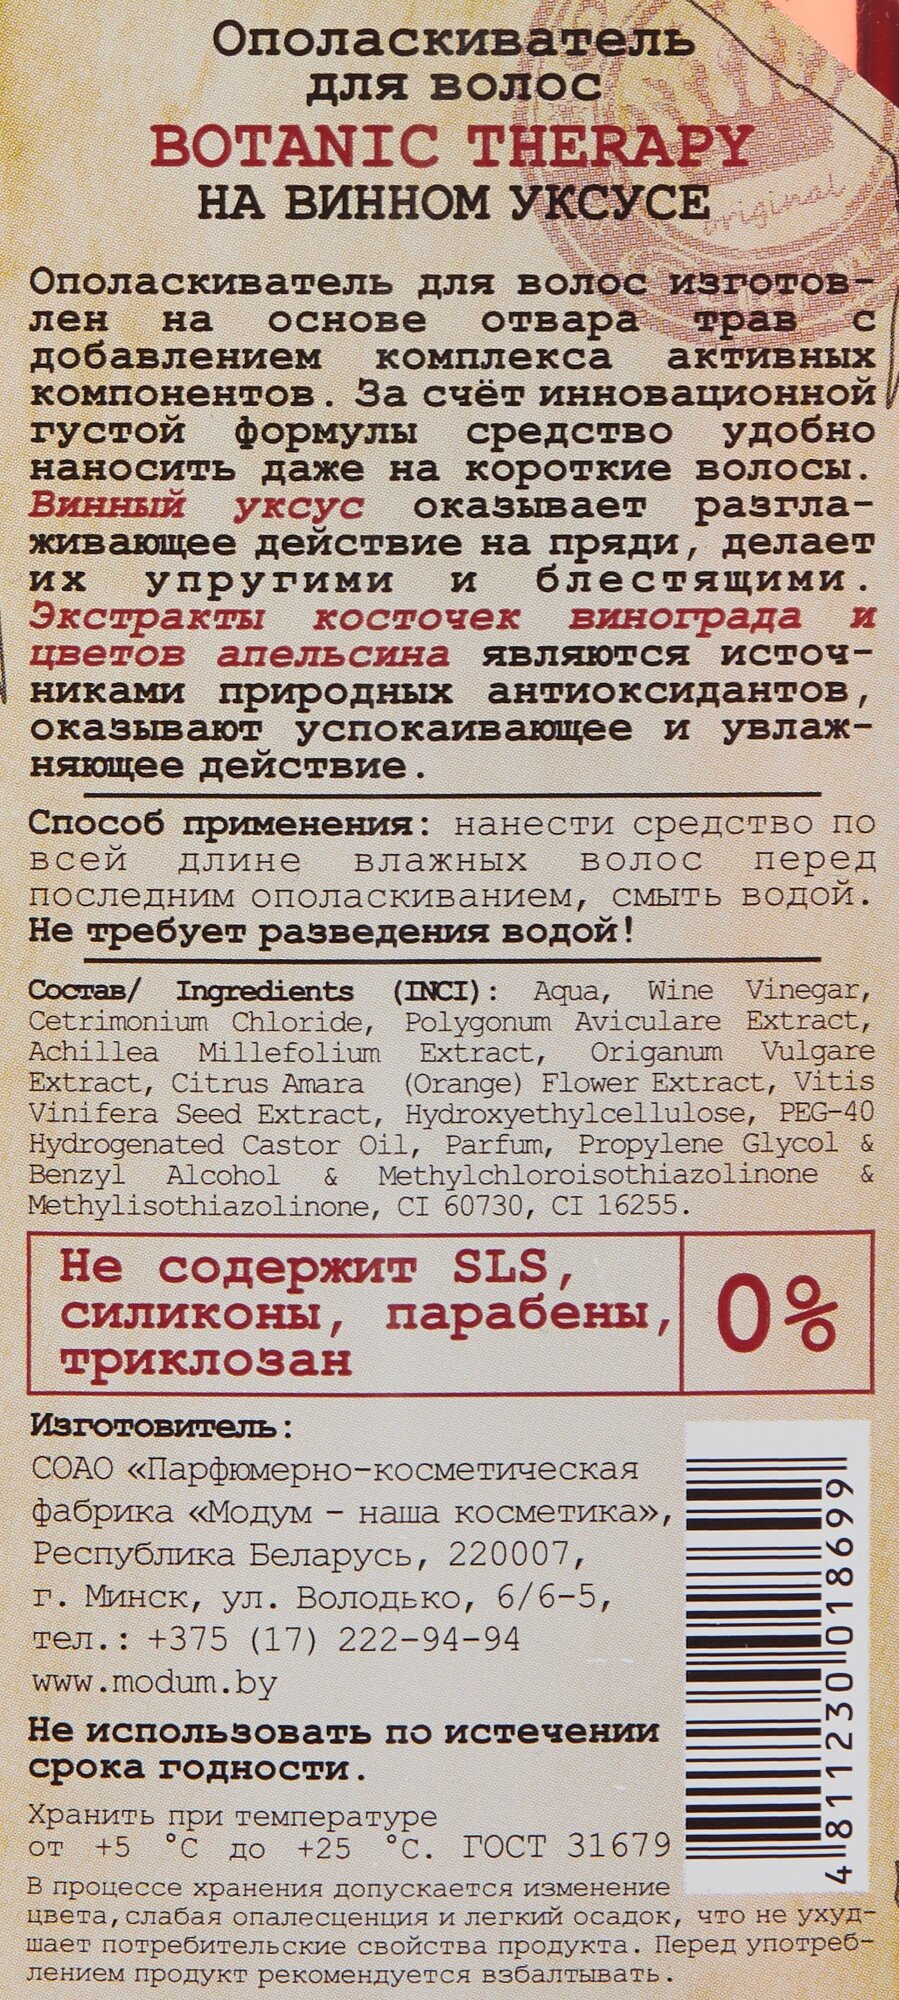 Ополаскиватель
для волос
BOTANIC THERAPY
НА ВИННОМ УКСУСЕ
original
Ополаскиватель для волос изготов-
лен на основе отвара трав с
добавлением комплекса активных
компонентов. За счёт инновационной
густой формулы средство удобно
наносить даже на короткие волосы.
Винный уксус оказывает разгла-
живающее действие на пряди, делает
их упругими и блестящими.
Экстракты косточек винограда и
цветов апельсина являются источ-
никами природных антиоксидантов,
оказывают успокаивающее и увлаж-
няющее действие.
Способ применения: нанести средство по
всей длине влажных волос перед
последним ополаскиванием, смыть водой.
Не требует разведения водой!
Состав/ Ingredients (INCI): Aqua, Wine Vinegar,
Cetrimonium Chloride, Polygonum Aviculare Extract,
Achillea Millefolium Extract, Origanum Vulgare
Extract, Citrus Amara (Orange) Flower Extract, Vitis
Vinifera Seed Extract, Hydroxyethylcellulose, PEG-40
Hydrogenated Castor Oil, Parfum, Propylene Glycol &
Benzyl Alcohol & Methylchloroisothiazolinone &
Methylisothiazolinone, CI 60730, CI 16255.
Не содержит SLS,
силиконы, парабены,
триклозан
0%
Изготовитель:
СОАО «Парфюмерно-косметическая
фабрика «Модум - наша косметика»,
Республика Беларусь, 220007,
г. Минск, ул. Володько, 6/6-5,
тел.: +375 (17) 222-94-94
www.modum.by
Не использовать по истечении
срока годности.
Хранить при температуре
от +5 °C до +25 °C. ГОСТ 31679
4 811230 018699
В процессе хранения допускается изменение
цвета,слабая опалесценция и легкий осадок, что не ухуд-
шает потребительские свойства продукта. Перед употреб-
лением продукт рекомендуется взбалтывать.